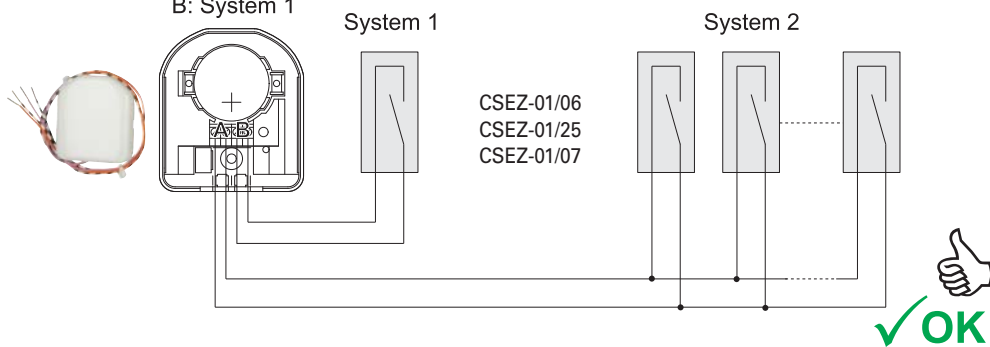 B: System 1
System 1
System 2
A B
CSEZ-01/06
CSEZ-01/25
CSEZ-01/07
OK